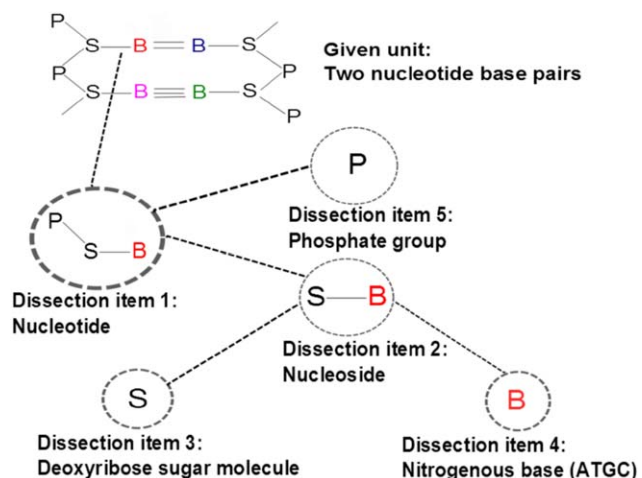 P
S B B S
Given unit:
Two nucleotide base pairs
P P
S B B S
P
P
Dissection item 5:
Phosphate group
P
S B
Dissection item 1:
Nucleotide
S B
Dissection item 2:
Nucleoside
S
B
Dissection item 3:
Deoxyribose sugar molecule
Dissection item 4:
Nitrogenous base (ATGC)